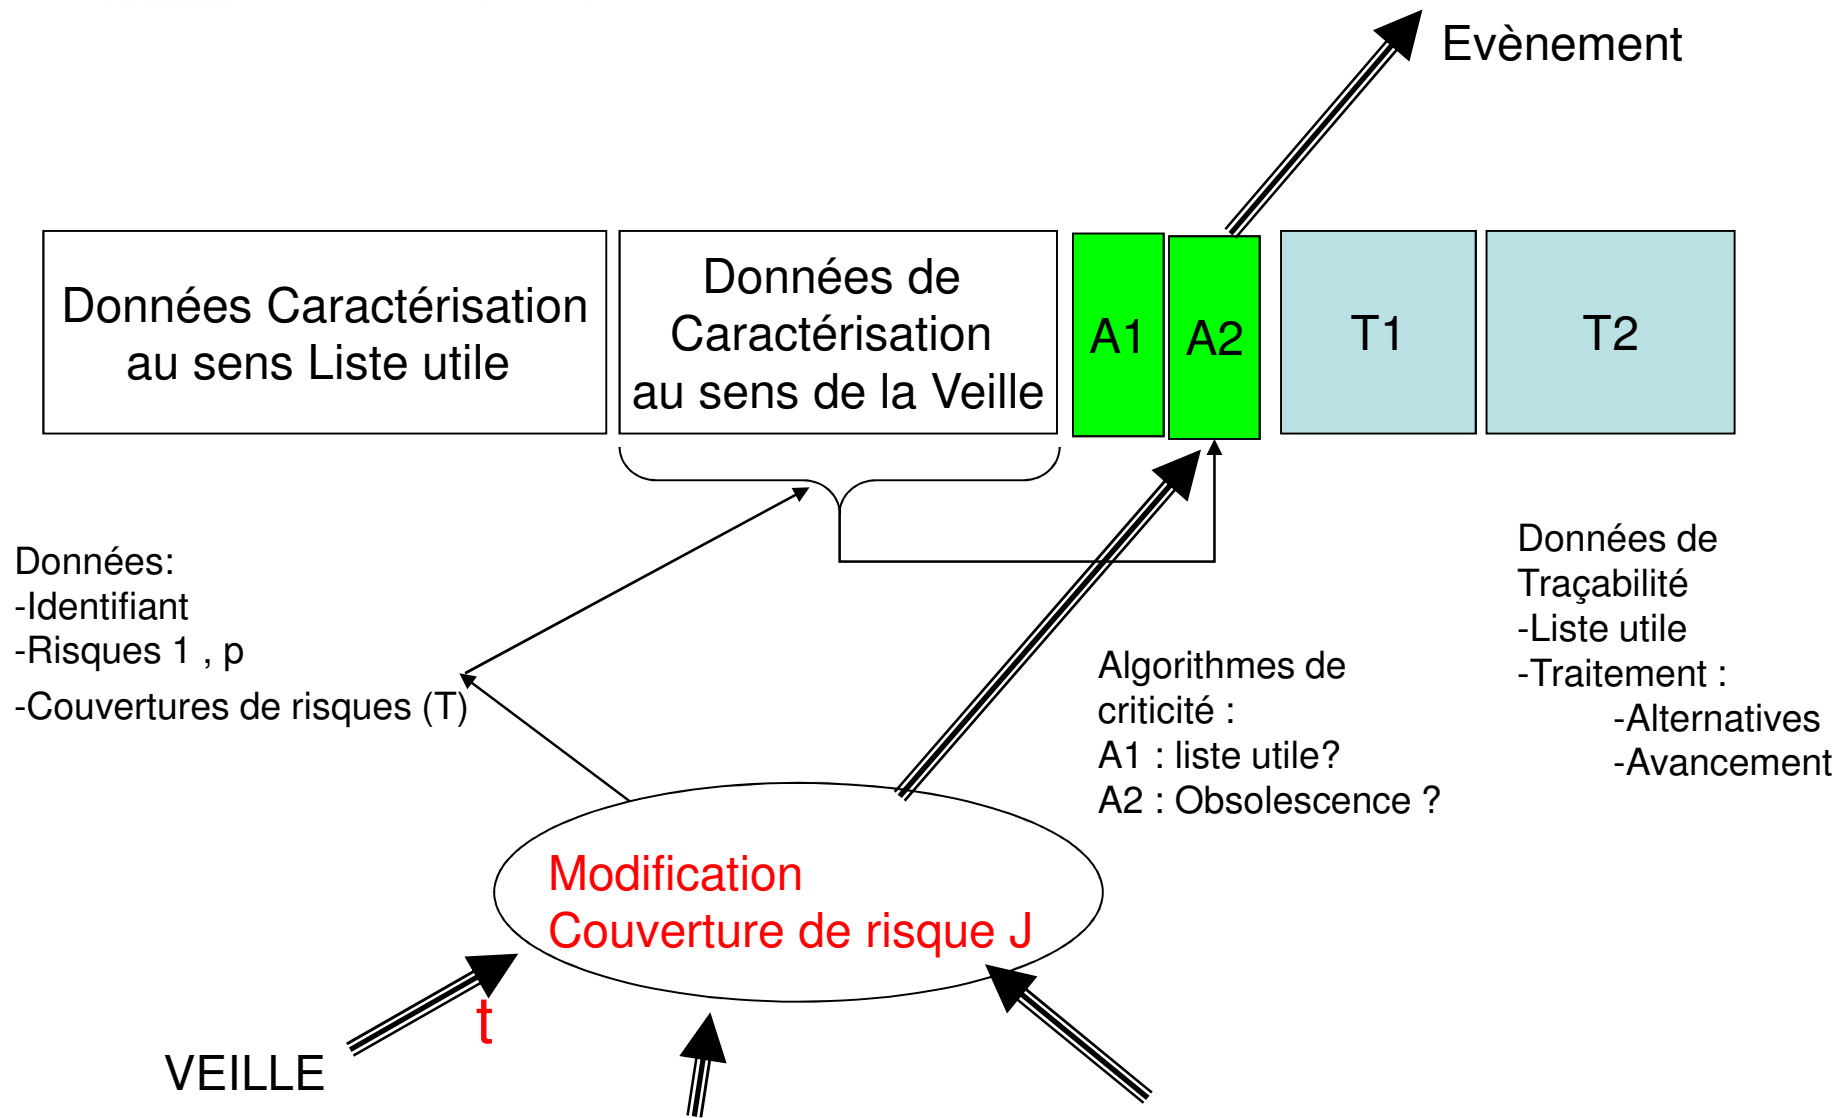 Evènement
Données Caractérisation
au sens Liste utile
Données de
Caractérisation
au sens de la Veille
A1
A2
T1
T2
Données:
-Identifiant
-Risques 1 , p
-Couvertures de risques (T)
Algorithmes de
criticité :
A1 : liste utile?
A2 : Obsolescence ?
Données de
Traçabilité
-Liste utile
-Traitement :
-Alternatives
-Avancement
Modification
Couverture de risque J
t
VEILLE